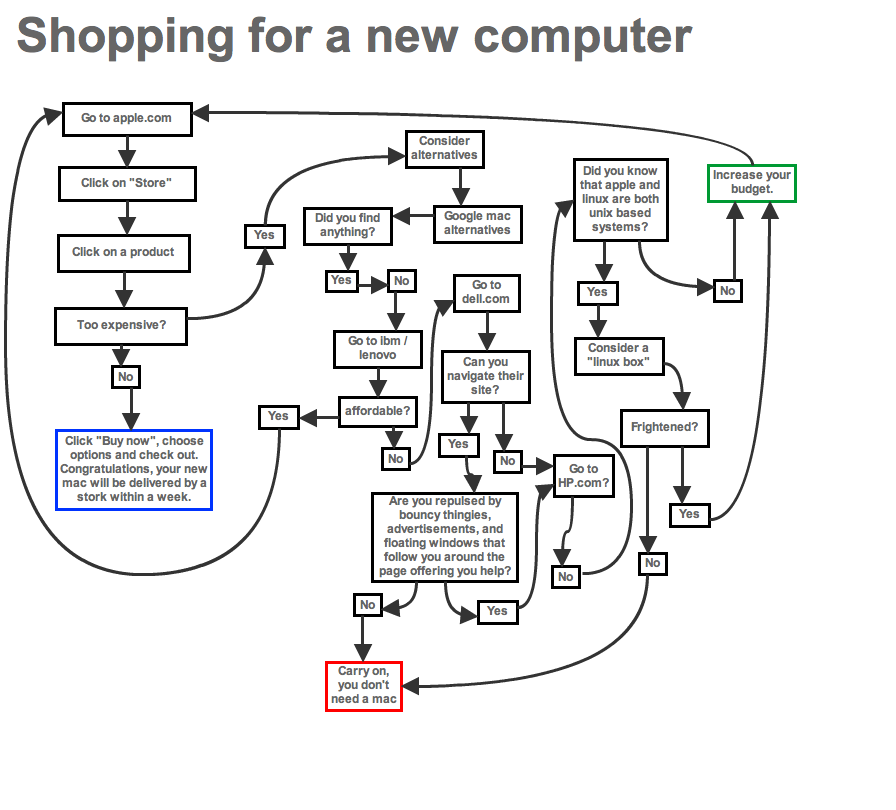 Shopping for a new computer
Go to apple.com
Click on "Store"
Click on a product
Too expensive?
No
Click "Buy now", choose
options and check out.
Congratulations, your new
mac will be delivered by a
stork within a week.
Yes
Consider
alternatives
Google mac
alternatives
Did you find
anything?
Yes
No
Go to ibm /
lenovo
affordable?
Yes
No
Go to
dell.com
Can you
navigate their
site?
Yes
No
Are you repulsed by
bouncy thingies,
advertisements, and
floating windows that
follow you around the
page offering you help?
No
Yes
Carry on,
you don't
need a mac
Go to
HP.com?
No
Did you know
that apple and
linux are both
unix based
systems?
Yes
No
Consider a
"linux box"
Frightened?
Yes
No
Increase your
budget.